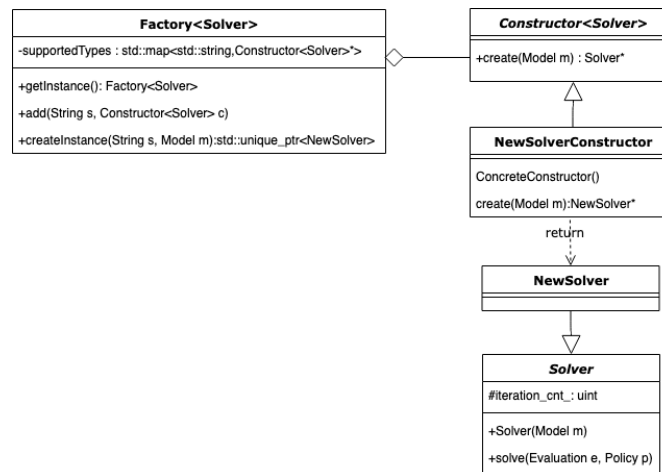 Factory<Solver>
-supportedTypes : std::map<std::string,Constructor<Solver>*>
+getInstance(): Factory<Solver>
+add(String s, Constructor<Solver> c)
+createInstance(String s, Model m):std::unique_ptr<NewSolver>
Constructor<Solver>
+create(Model m) : Solver*
NewSolverConstructor
ConcreteConstructor()
create(Model m):NewSolver*
return
NewSolver
Solver
#iteration_cnt_: uint
+Solver(Model m)
+solve(Evaluation e, Policy p)